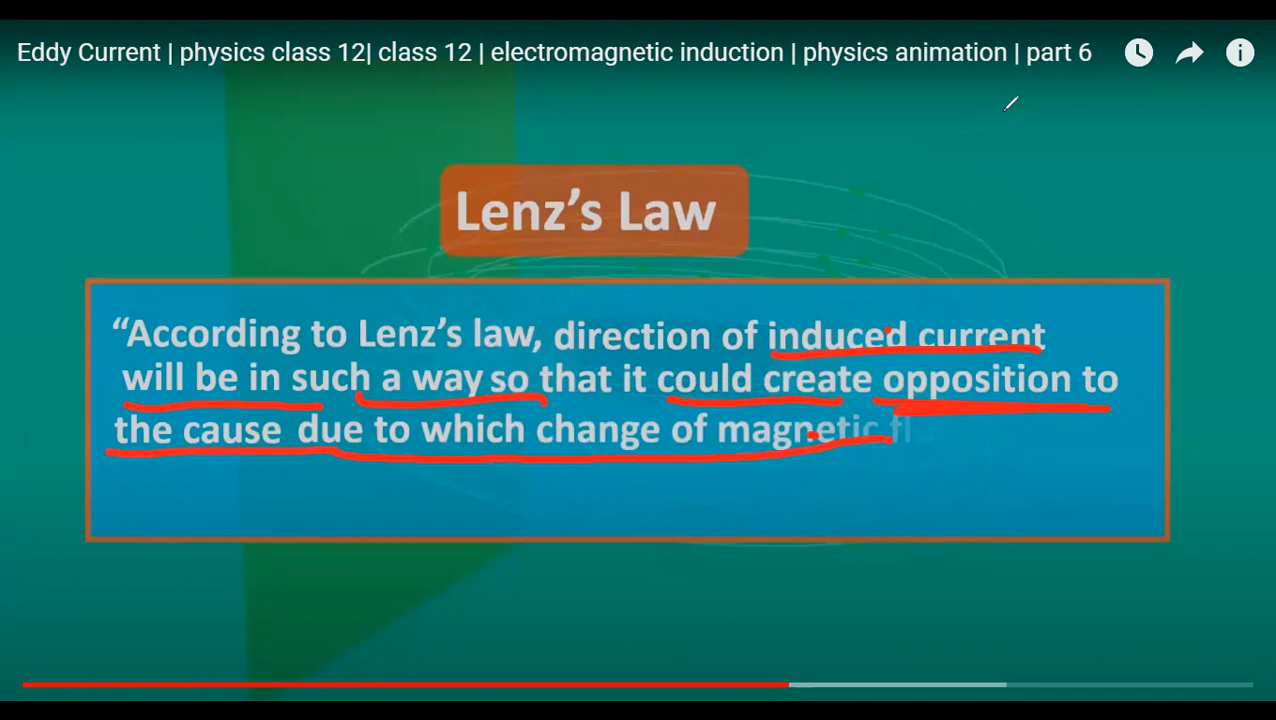 Eddy Current | physics class 12| class 12 | electromagnetic induction | physics animation | part 6
Lenz's Law
“According to Lenz's law, direction of induced current
will be in such a way so that it could create opposition to
the cause due to which change of magnetic